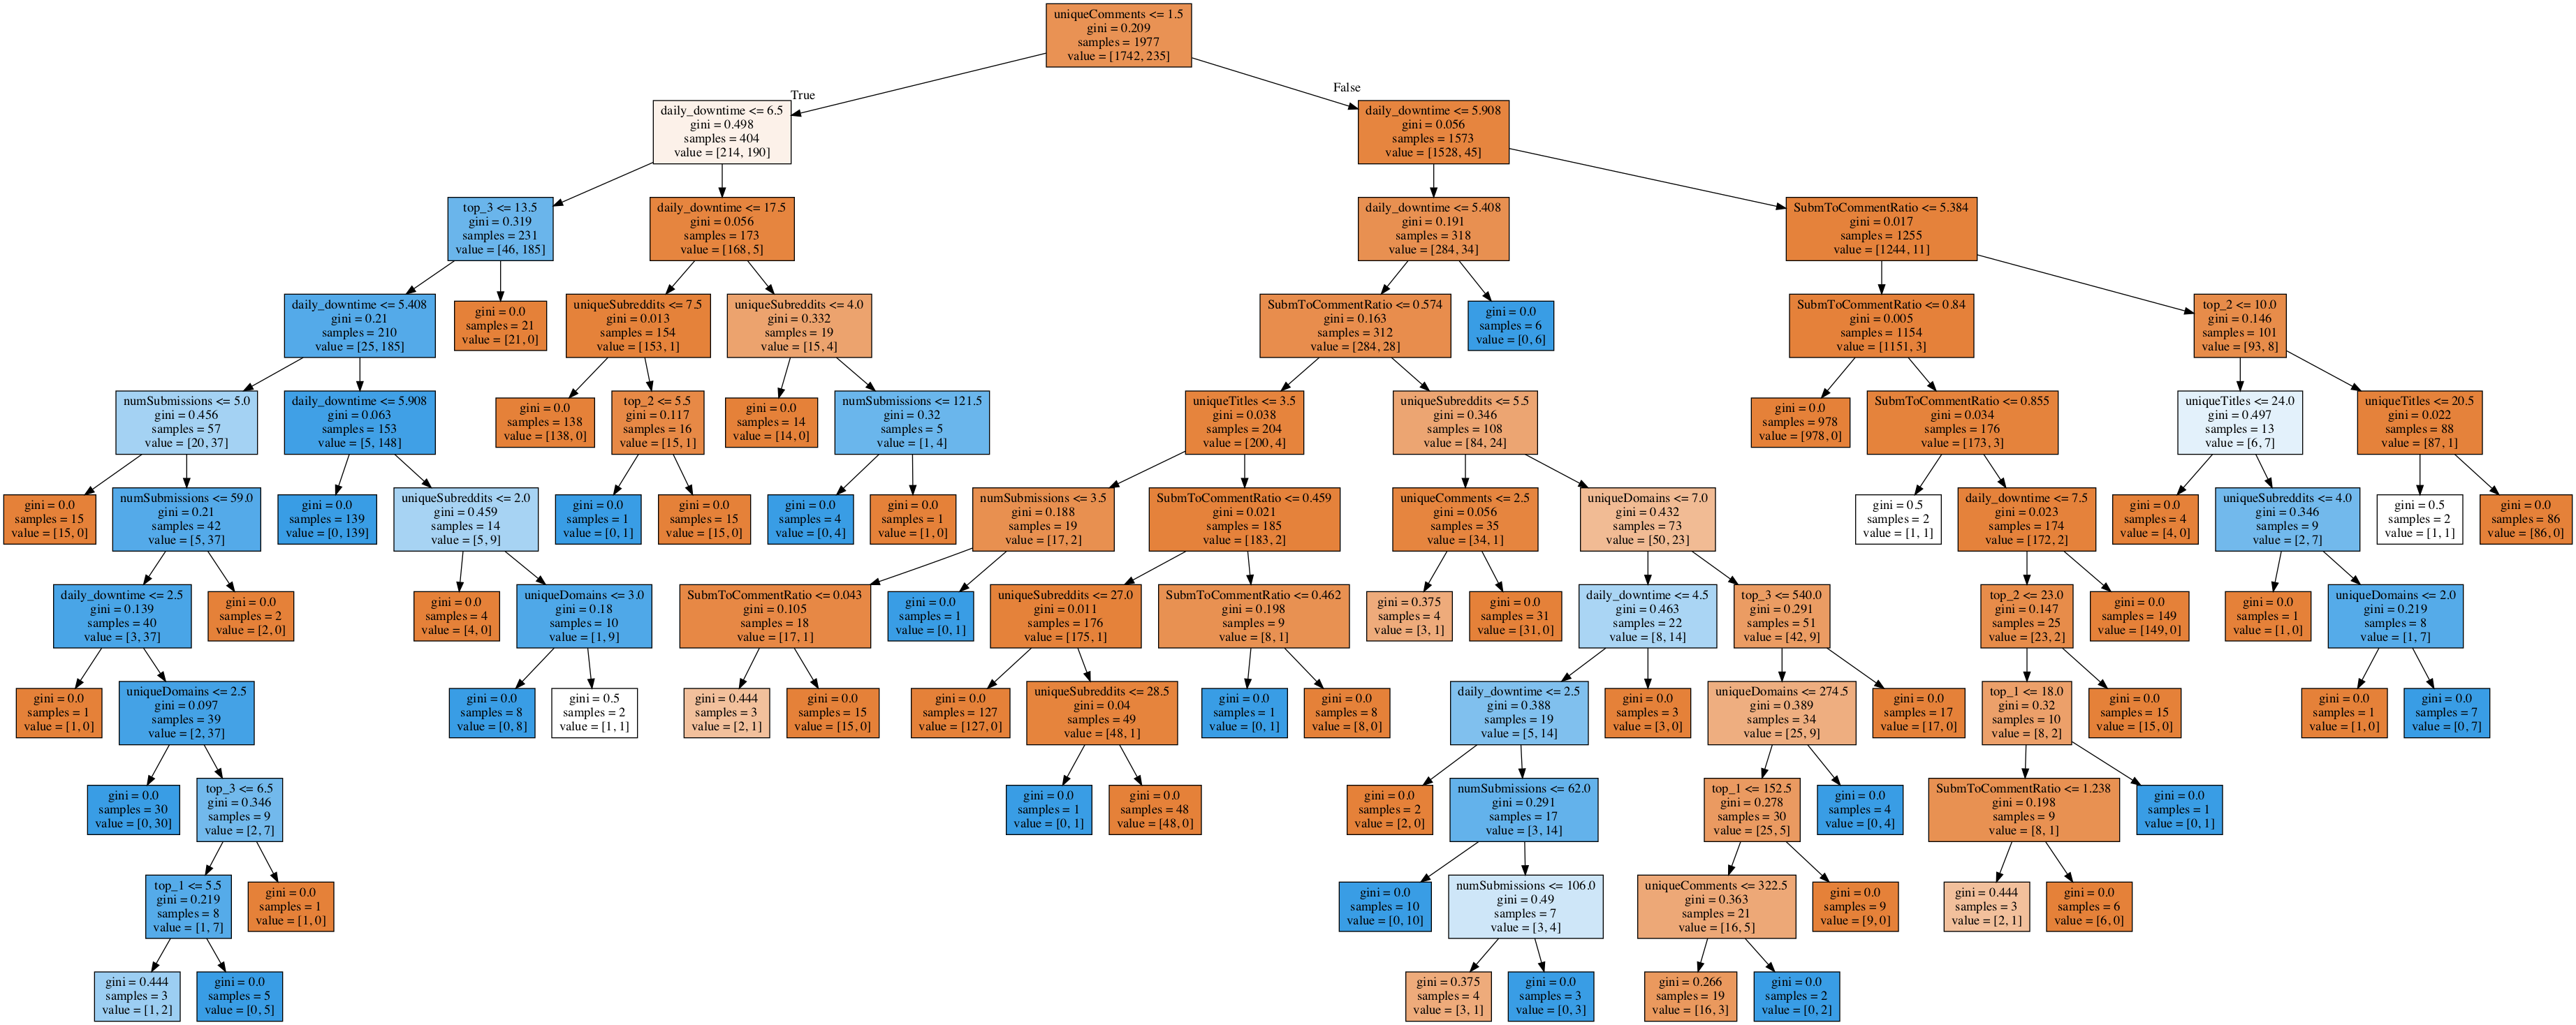 uniqueComments <= 1.5
gini = 0.209
samples = 1977
value = [1742, 235]
True
False
daily_downtime <= 6.5
gini = 0.498
samples = 404
value = [214, 190]
daily_downtime <= 5.908
gini = 0.056
samples = 1573
value = [1528, 45]
top_3 <= 13.5
gini = 0.319
samples = 231
value = [46, 185]
daily_downtime <= 17.5
gini = 0.056
samples = 173
value = [168, 5]
daily_downtime <= 5.408
gini = 0.191
samples = 318
value = [284, 34]
SubmToCommentRatio <= 5.384
gini = 0.017
samples = 1255
value = [1244, 11]
daily_downtime <= 5.408
gini = 0.21
samples = 210
value = [25, 185]
gini = 0.0
samples = 21
value = [21, 0]
uniqueSubreddits <= 7.5
gini = 0.013
samples = 154
value = [153, 1]
uniqueSubreddits <= 4.0
gini = 0.332
samples = 19
value = [15, 4]
SubmToCommentRatio <= 0.574
gini = 0.163
samples = 312
value = [284, 28]
gini = 0.0
samples = 6
value = [0, 6]
SubmToCommentRatio <= 0.84
gini = 0.005
samples = 1154
value = [1151, 3]
top_2 <= 10.0
gini = 0.146
samples = 101
value = [93, 8]
numSubmissions <= 5.0
gini = 0.456
samples = 57
value = [20, 37]
daily_downtime <= 5.908
gini = 0.063
samples = 153
value = [5, 148]
gini = 0.0
samples = 138
value = [138, 0]
top_2 <= 5.5
gini = 0.117
samples = 16
value = [15, 1]
gini = 0.0
samples = 14
value = [14, 0]
numSubmissions <= 121.5
gini = 0.32
samples = 5
value = [1, 4]
uniqueTitles <= 3.5
gini = 0.038
samples = 204
value = [200, 4]
uniqueSubreddits <= 5.5
gini = 0.346
samples = 108
value = [84, 24]
gini = 0.0
samples = 978
value = [978, 0]
SubmToCommentRatio <= 0.855
gini = 0.034
samples = 176
value = [173, 3]
uniqueTitles <= 24.0
gini = 0.497
samples = 13
value = [6, 7]
uniqueTitles <= 20.5
gini = 0.022
samples = 88
value = [87, 1]
gini = 0.0
samples = 15
value = [15, 0]
numSubmissions <= 59.0
gini = 0.21
samples = 42
value = [5, 37]
gini = 0.0
samples = 139
value = [0, 139]
uniqueSubreddits <= 2.0
gini = 0.459
samples = 14
value = [5, 9]
gini = 0.0
samples = 1
value = [0, 1]
gini = 0.0
samples = 15
value = [15, 0]
gini = 0.0
samples = 4
value = [0, 4]
gini = 0.0
samples = 1
value = [1, 0]
numSubmissions <= 3.5
gini = 0.188
samples = 19
value = [17, 2]
SubmToCommentRatio <= 0.459
gini = 0.021
samples = 185
value = [183, 2]
uniqueComments <= 2.5
gini = 0.056
samples = 35
value = [34, 1]
uniqueDomains <= 7.0
gini = 0.432
samples = 73
value = [50, 23]
gini = 0.5
samples = 2
value = [1, 1]
daily_downtime <= 7.5
gini = 0.023
samples = 174
value = [172, 2]
gini = 0.0
samples = 4
value = [4, 0]
uniqueSubreddits <= 4.0
gini = 0.346
samples = 9
value = [2, 7]
gini = 0.5
samples = 2
value = [1, 1]
gini = 0.0
samples = 86
value = [86, 0]
daily_downtime <= 2.5
gini = 0.139
samples = 40
value = [3, 37]
gini = 0.0
samples = 2
value = [2, 0]
gini = 0.0
samples = 4
value = [4, 0]
uniqueDomains <= 3.0
gini = 0.18
samples = 10
value = [1, 9]
SubmToCommentRatio <= 0.043
gini = 0.105
samples = 18
value = [17, 1]
gini = 0.0
samples = 1
value = [0, 1]
uniqueSubreddits <= 27.0
gini = 0.011
samples = 176
value = [175, 1]
SubmToCommentRatio <= 0.462
gini = 0.198
samples = 9
value = [8, 1]
gini = 0.375
samples = 4
value = [3, 1]
gini = 0.0
samples = 31
value = [31, 0]
daily_downtime <= 4.5
gini = 0.463
samples = 22
value = [8, 14]
top_3 <= 540.0
gini = 0.291
samples = 51
value = [42, 9]
top_2 <= 23.0
gini = 0.147
samples = 25
value = [23, 2]
gini = 0.0
samples = 149
value = [149, 0]
gini = 0.0
samples = 1
value = [1, 0]
uniqueDomains <= 2.0
gini = 0.219
samples = 8
value = [1, 7]
gini = 0.0
samples = 1
value = [1, 0]
uniqueDomains <= 2.5
gini = 0.097
samples = 39
value = [2, 37]
gini = 0.0
samples = 8
value = [0, 8]
gini = 0.5
samples = 2
value = [1, 1]
gini = 0.444
samples = 3
value = [2, 1]
gini = 0.0
samples = 15
value = [15, 0]
gini = 0.0
samples = 127
value = [127, 0]
uniqueSubreddits <= 28.5
gini = 0.04
samples = 49
value = [48, 1]
gini = 0.0
samples = 1
value = [0, 1]
gini = 0.0
samples = 8
value = [8, 0]
daily_downtime <= 2.5
gini = 0.388
samples = 19
value = [5, 14]
gini = 0.0
samples = 3
value = [3, 0]
uniqueDomains <= 274.5
gini = 0.389
samples = 34
value = [25, 9]
gini = 0.0
samples = 17
value = [17, 0]
top_1 <= 18.0
gini = 0.32
samples = 10
value = [8, 2]
gini = 0.0
samples = 15
value = [15, 0]
gini = 0.0
samples = 1
value = [1, 0]
gini = 0.0
samples = 7
value = [0, 7]
gini = 0.0
samples = 30
value = [0, 30]
top_3 <= 6.5
gini = 0.346
samples = 9
value = [2, 7]
gini = 0.0
samples = 1
value = [0, 1]
gini = 0.0
samples = 48
value = [48, 0]
gini = 0.0
samples = 2
value = [2, 0]
numSubmissions <= 62.0
gini = 0.291
samples = 17
value = [3, 14]
top_1 <= 152.5
gini = 0.278
samples = 30
value = [25, 5]
gini = 0.0
samples = 4
value = [0, 4]
SubmToCommentRatio <= 1.238
gini = 0.198
samples = 9
value = [8, 1]
gini = 0.0
samples = 1
value = [0, 1]
top_1 <= 5.5
gini = 0.219
samples = 8
value = [1, 7]
gini = 0.0
samples = 1
value = [1, 0]
gini = 0.0
samples = 10
value = [0, 10]
numSubmissions <= 106.0
gini = 0.49
samples = 7
value = [3, 4]
uniqueComments <= 322.5
gini = 0.363
samples = 21
value = [16, 5]
gini = 0.0
samples = 9
value = [9, 0]
gini = 0.444
samples = 3
value = [2, 1]
gini = 0.0
samples = 6
value = [6, 0]
gini = 0.444
samples = 3
value = [1, 2]
gini = 0.0
samples = 5
value = [0, 5]
gini = 0.375
samples = 4
value = [3, 1]
gini = 0.0
samples = 3
value = [0, 3]
gini = 0.266
samples = 19
value = [16, 3]
gini = 0.0
samples = 2
value = [0, 2]